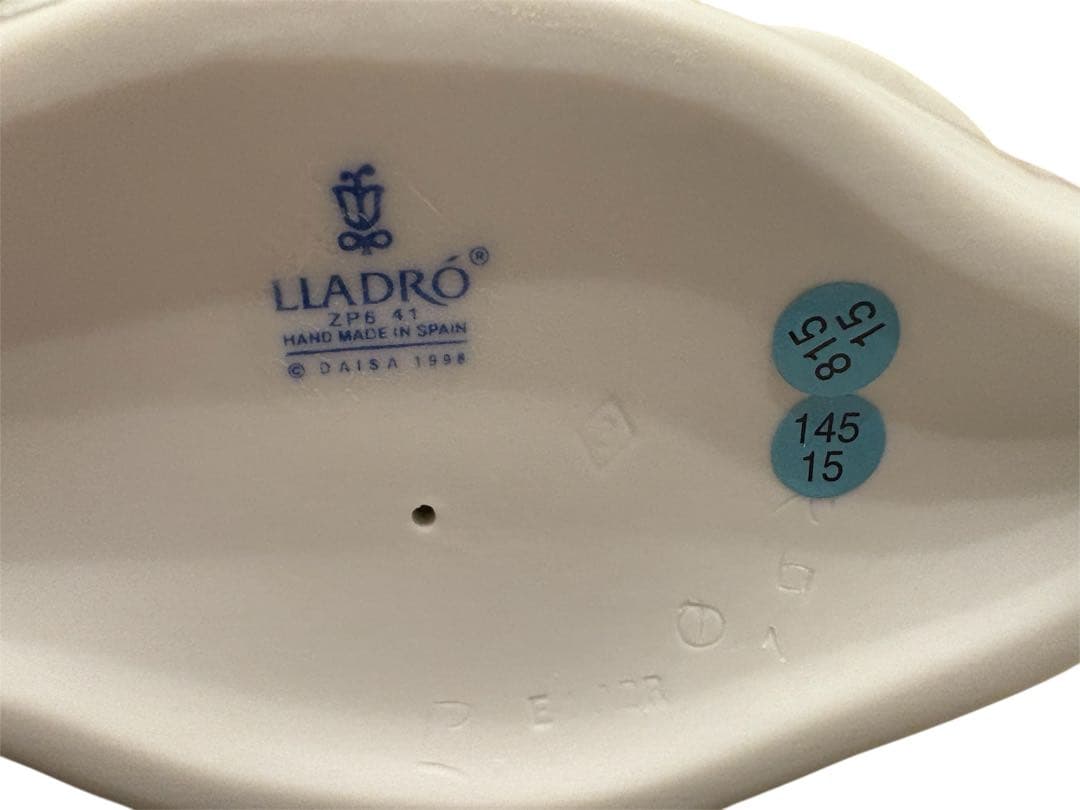 LLADRÓ®
ZP6 41
HAND MADE IN SPAIN
© DAISA 1998
815
15
145
15